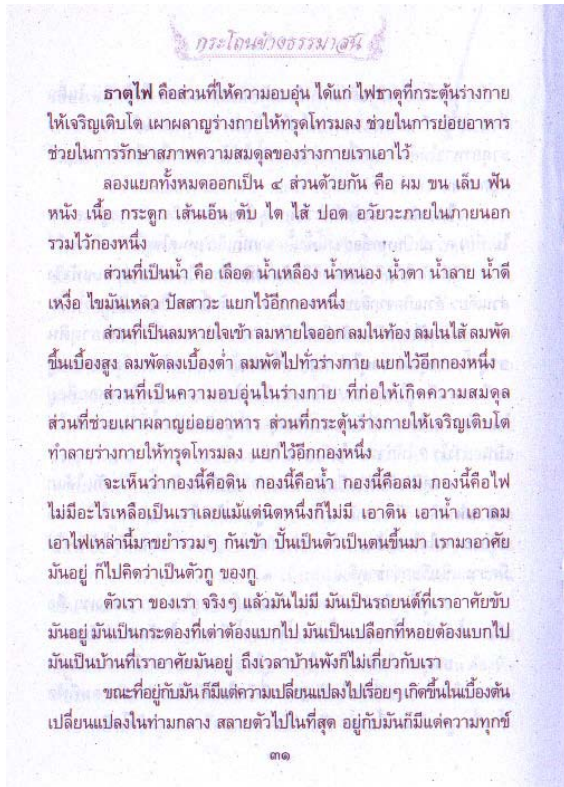 กระโถนข้างธรรมาสน์
ธาตุไฟ คือส่วนที่ให้ความอบอุ่น ได้แก่ ไฟธาตุที่กระตุ้นร่างกาย
ให้เจริญเติบโต เผาผลาญร่างกายให้ทรุดโทรมลง ช่วยในการย่อยอาหาร
ช่วยในการรักษาสภาพความสมดุลของร่างกายเราเอาไว้
ลองแยกทั้งหมดออกเป็น ๔ ส่วนด้วยกัน คือ ผม ขน เล็บ ฟัน
หนัง เนื้อ กระดูก เส้นเอ็น ตับ ไต ไส้ ปอด อวัยวะภายในภายนอก
รวมไว้กองหนึ่ง
ส่วนที่เป็นน้ำ คือ เลือด น้ำเหลือง น้ำหนอง น้ำตา น้ำลาย น้ำดี
เหงื่อ ไขมันเหลว ปัสสาวะ แยกไว้อีกกองหนึ่ง
ส่วนที่เป็นลมหายใจเข้า ลมหายใจออก ลมในท้อง ลมในไส้ ลมพัด
ขึ้นเบื้องสูง ลมพัดลงเบื้องต่ำ ลมพัดไปทั่วร่างกาย แยกไว้อีกกองหนึ่ง
ส่วนที่เป็นความอบอุ่นในร่างกาย ที่ก่อให้เกิดความสมดุล
ส่วนที่ช่วยเผาผลาญย่อยอาหาร ส่วนที่กระตุ้นร่างกายให้เจริญเติบโต
ทำลายร่างกายให้ทรุดโทรมลง แยกไว้อีกกองหนึ่ง
จะเห็นว่ากองนี้คือดิน กองนี้คือน้ำ กองนี้คือลม กองนี้คือไฟ
ไม่มีอะไรเหลือเป็นเราเลยแม้แต่นิดหนึ่งก็ไม่มี เอาดิน เอาน้ำ เอาลม
เอาไฟเหล่านี้มาขยำรวมๆ กันเข้า ปั้นเป็นตัวเป็นตนขึ้นมา เรามาอาศัย
มันอยู่ ก็ไปคิดว่าเป็นตัวกู ของกู
ตัวเรา ของเรา จริงๆ แล้วมันไม่มี มันเป็นรถยนต์ที่เราอาศัยขับ
มันอยู่ มันเป็นกระดองที่เต่าต้องแบกไป มันเป็นเปลือกที่หอยต้องแบกไป
มันเป็นบ้านที่เราอาศัยมันอยู่ ถึงเวลาบ้านพังก็ไม่เกี่ยวกับเรา
ขณะที่อยู่กับมัน ก็มีแต่ความเปลี่ยนแปลงไปเรื่อยๆ เกิดขึ้นในเบื้องต้น
เปลี่ยนแปลงในท่ามกลาง สลายตัวไปในที่สุด อยู่กับมันก็มีแต่ความทุกข์
๓๑